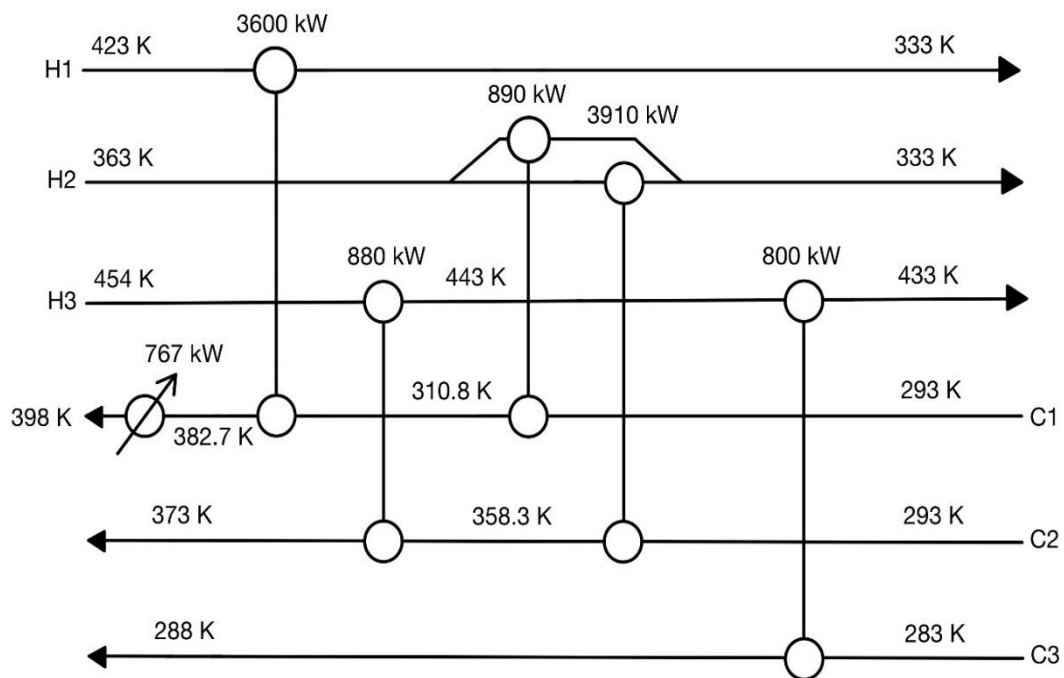 3600 kW
423 K
333 K
H1
890 kW
3910 kW
363 K
333 K
H2
880 kW
800 kW
454 K
443 K
433 K
H3
767 kW
310.8 K
293 K
398 K
382.7 K
C1
373 K
358.3 K
293 K
C2
288 K
283 K
C3